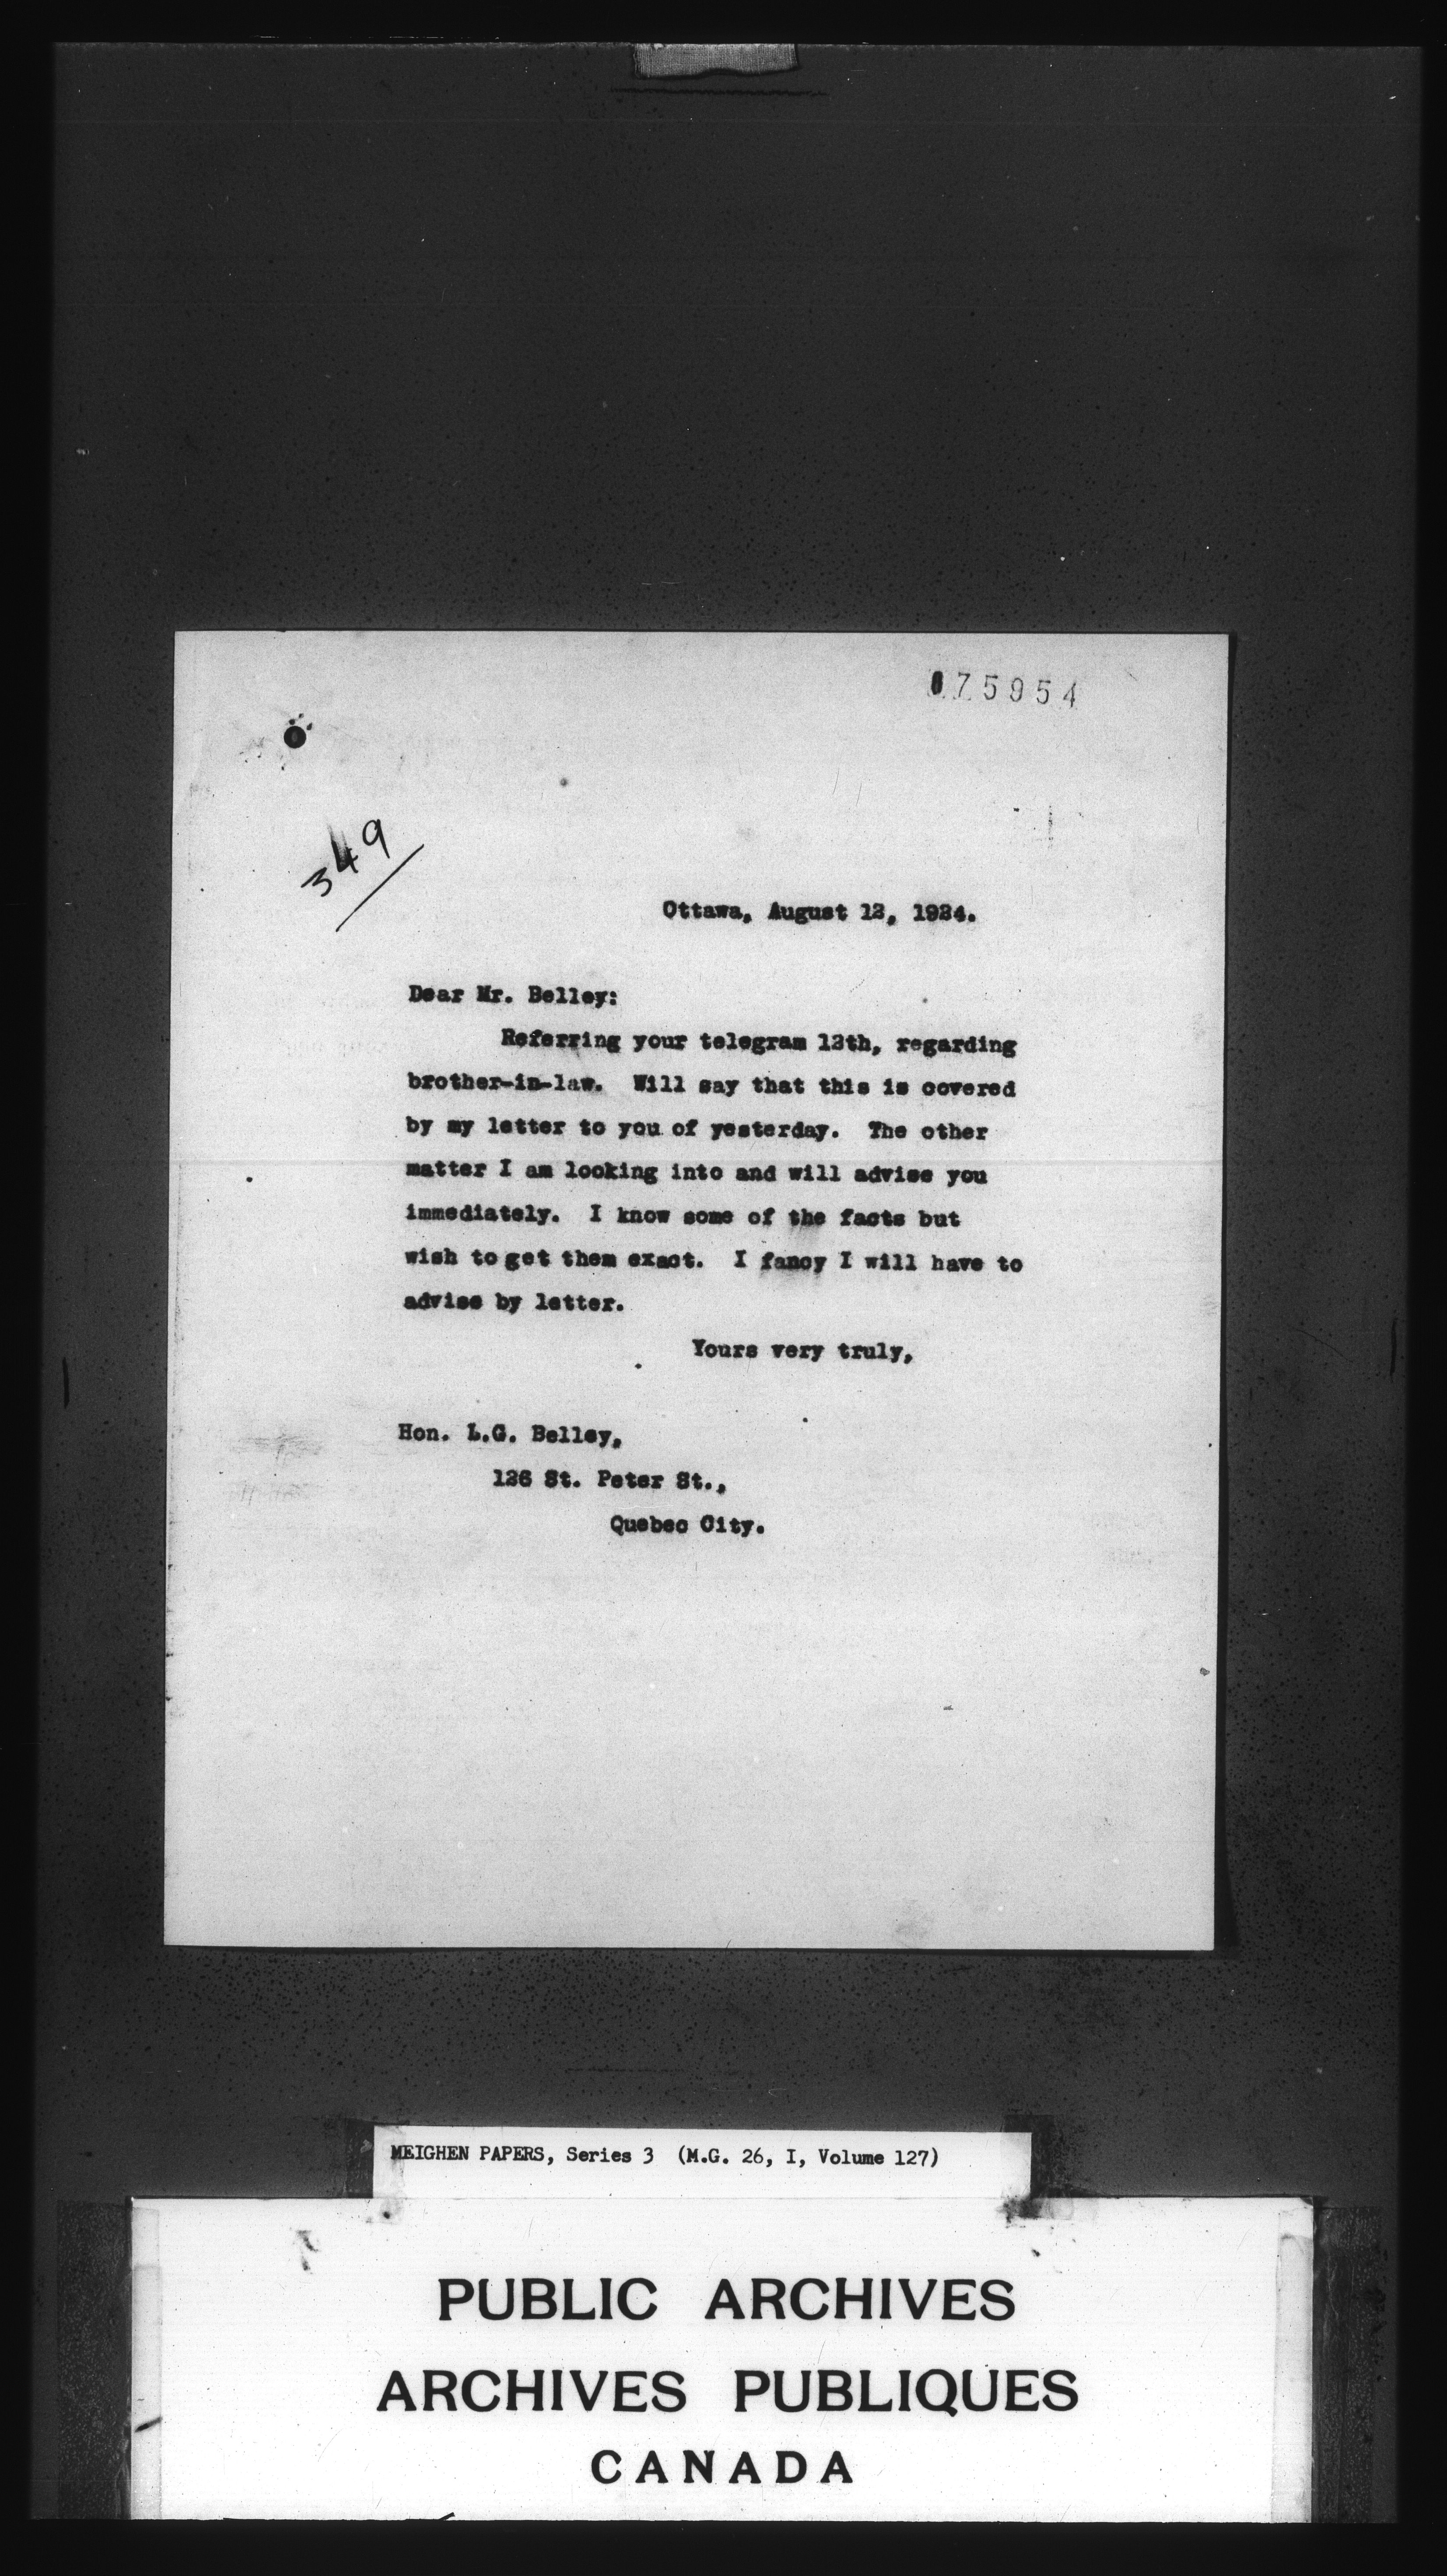 075954
349
Ottawa, August 12, 1924.
Dear Mr. Belley:
Referring your telegram 12th, regarding
brother-in-law. Will say that this is covered
by my letter to you of yesterday. The other
matter I am looking into and will advise you
immediately. I know some of the facts but
wish to get them exact. I fancy I will have to
advise by letter.
Yours very truly,
Hon. L.G. Belley,
126 St. Peter St.,
Quebec City.
MEIGHEN PAPERS, Series 3 (M.G. 26, I, Volume 127)
PUBLIC ARCHIVES
ARCHIVES PUBLIQUES
CANADA